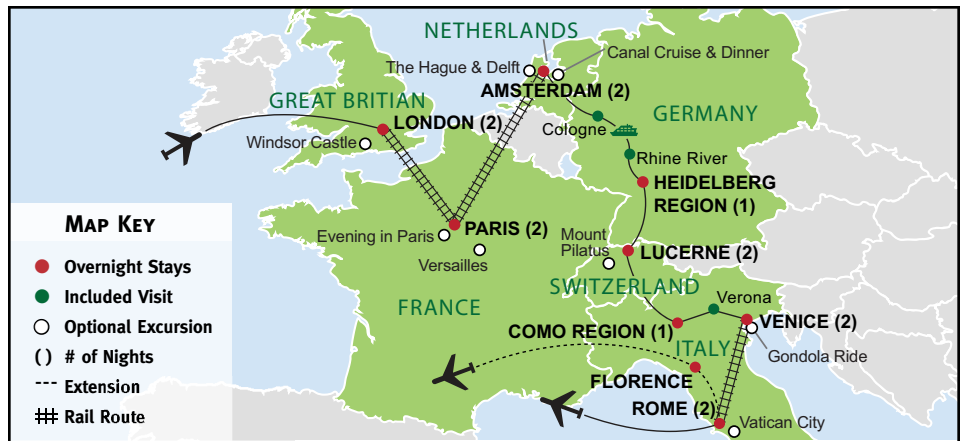 NETHERLANDS
Canal Cruise & Dinner
The Hague & Delft
AMSTERDAM (2)
GREAT BRITIAN
LONDON (2)
Windsor Castle
Cologne
GERMANY
Rhine River
HEIDELBERG
REGION (1)
PARIS (2)
Evening in Paris
Versailles
Mount
Pilatus
LUCERNE (2)
SWITZERLAND
FRANCE
Verona
COMO REGION (1)
VENICE (2)
ITALY
Gondola Ride
FLORENCE
ROME (2)
Vatican City
MAP KEY
Overnight Stays
Included Visit
Optional Excursion
( ) # of Nights
Extension
Rail Route